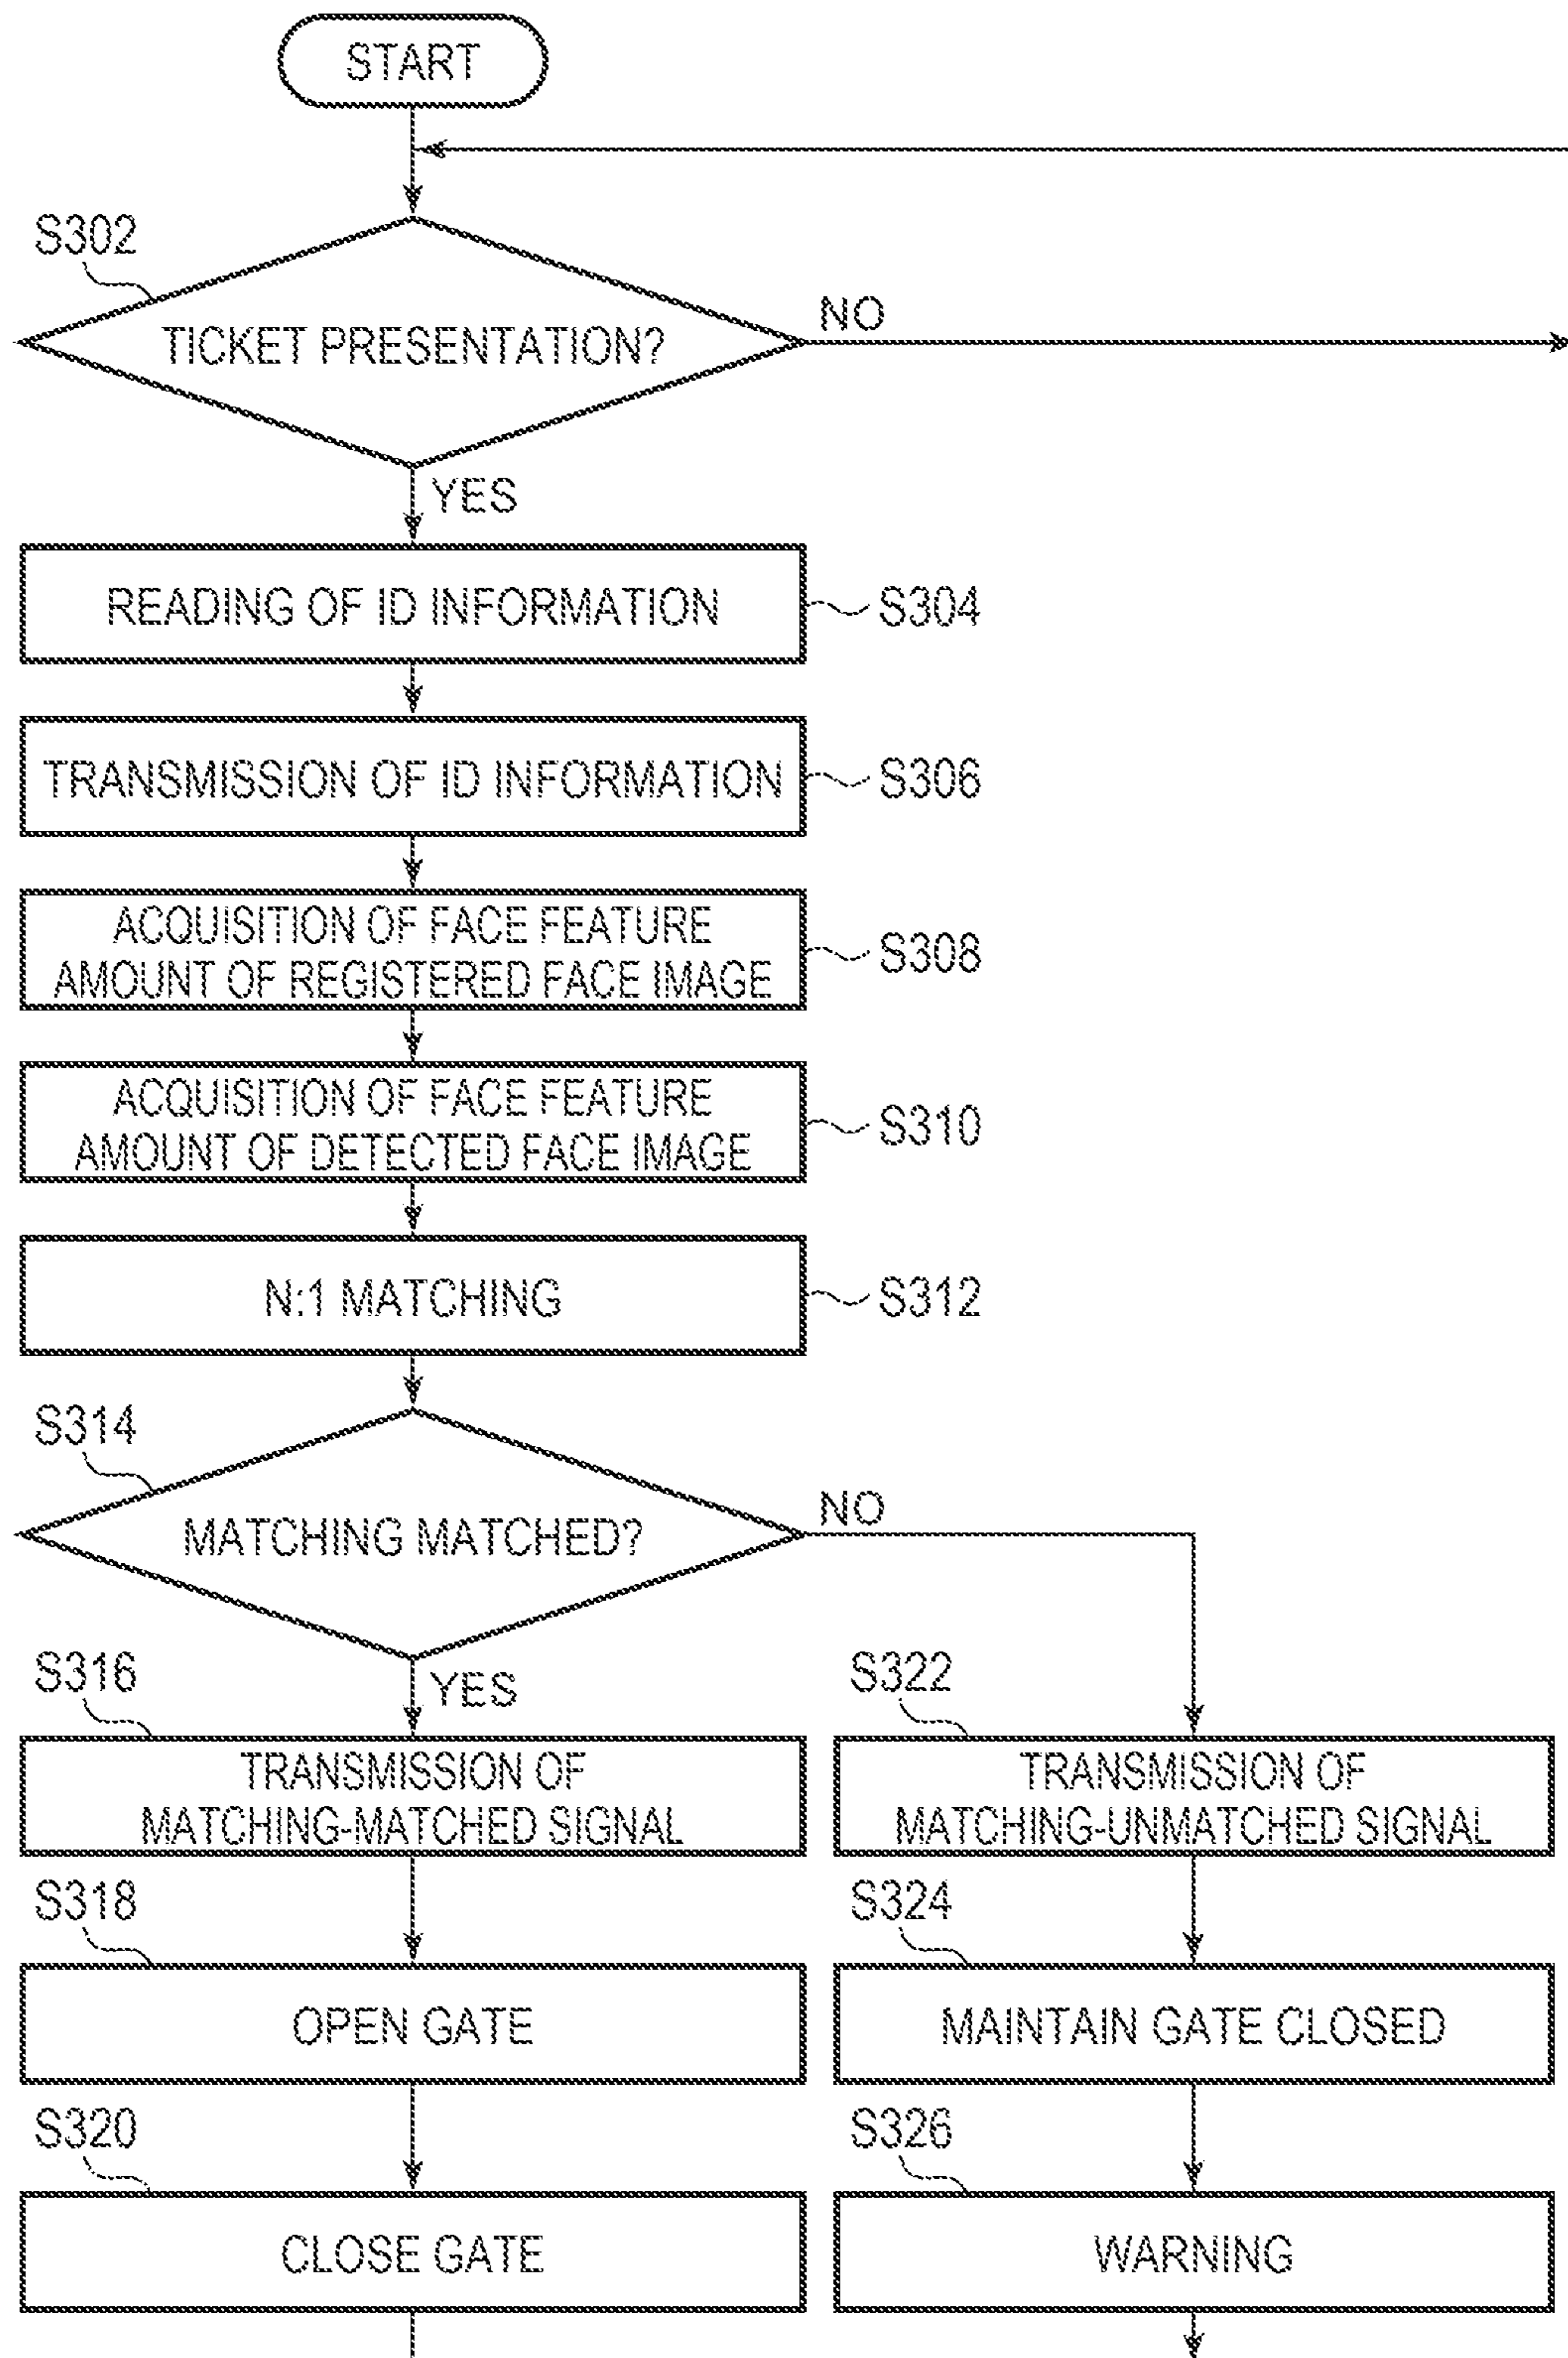 START
S302
TICKET PRESENTATION?
NO
YES
READING OF ID INFORMATION
S304
TRANSMISSION OF ID INFORMATION
S306
ACQUISITION OF FACE FEATURE
AMOUNT OF REGISTERED FACE IMAGE
S308
ACQUISITION OF FACE FEATURE
AMOUNT OF DETECTED FACE IMAGE
S310
N:1 MATCHING
S312
S314
MATCHING MATCHED?
NO
YES
S316
TRANSMISSION OF
MATCHING-MATCHED SIGNAL
S322
TRANSMISSION OF
MATCHING-UNMATCHED SIGNAL
S318
OPEN GATE
S324
MAINTAIN GATE CLOSED
S320
CLOSE GATE
S326
WARNING